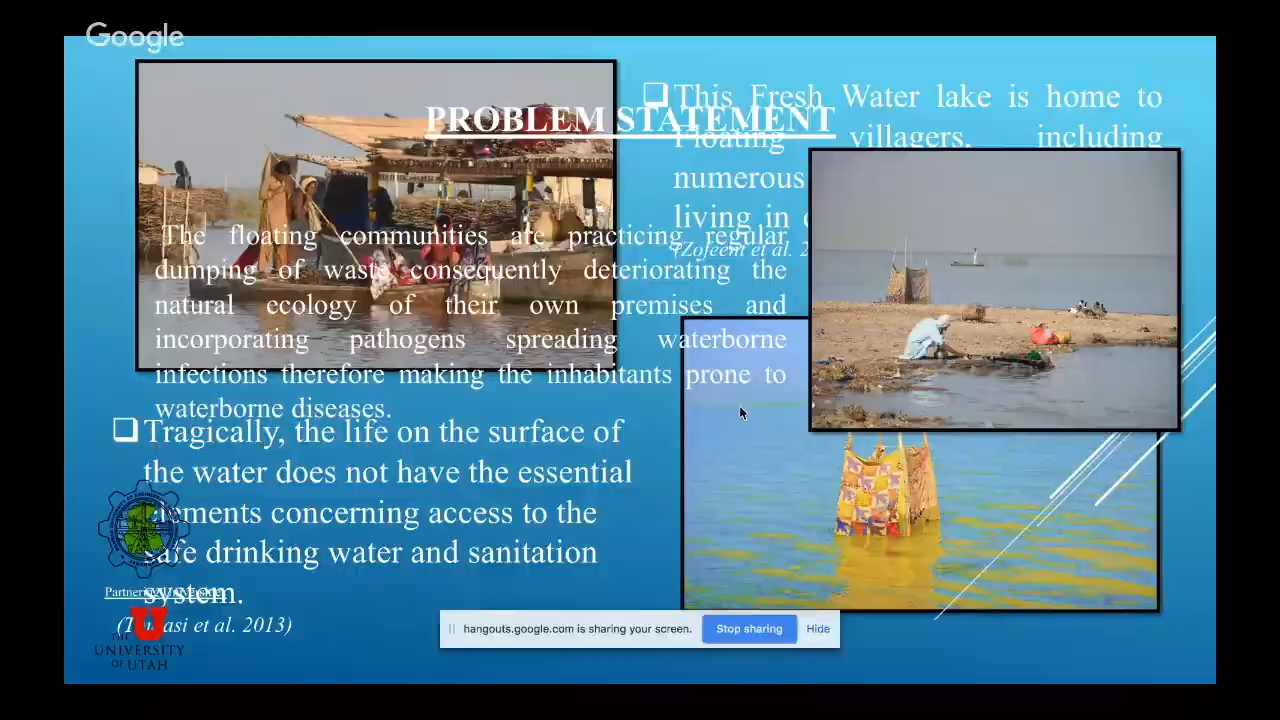 Google
PROBLEM STATEMENT
This Fresh Water lake is home to
Floating villagers, including
numerous
living in
(Zofeen et al. 2
The floating communities are practicing regular
dumping of waste, consequently deteriorating the
natural ecology of their own premises and
incorporating pathogens spreading waterborne
infections therefore making the inhabitants prone to
waterborne diseases.
Tragically, the life on the surface of
the water does not have the essential
elements concerning access to the
safe drinking water and sanitation
system.
et al. 2013)
THE
UNIVERSITY
OF UTAH
hangouts.google.com is sharing your screen.
Stop sharing
Hide